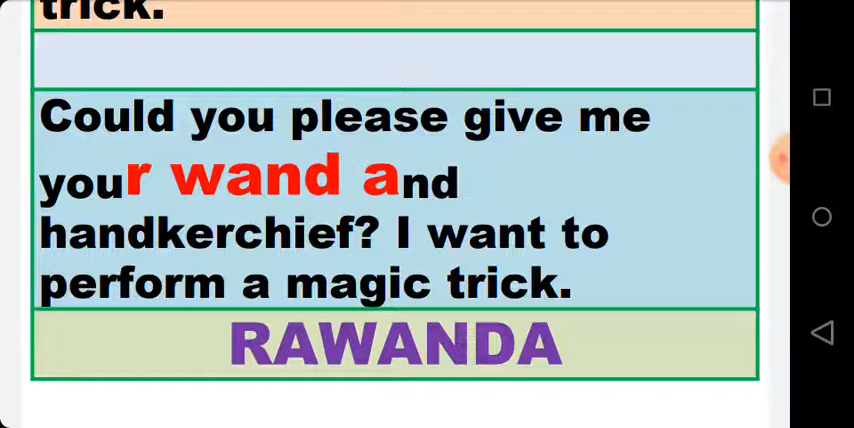 trick.
Could you please give me
your wand and
handkerchief? I want to
perform a magic trick.
RAWANDA